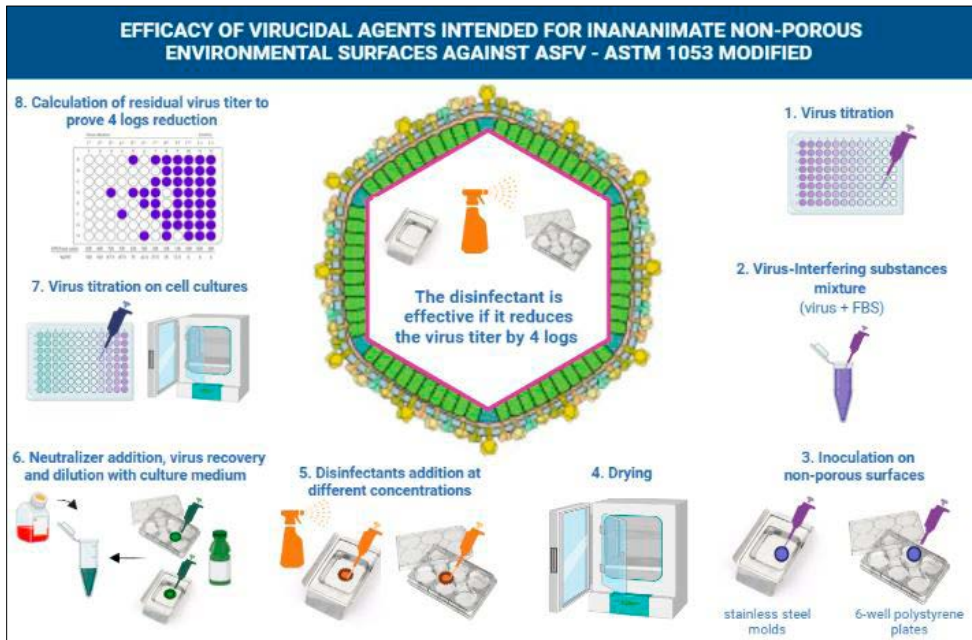 EFFICACY OF VIRUCIDAL AGENTS INTENDED FOR INANANIMATE NON-POROUS
ENVIRONMENTAL SURFACES AGAINST ASFV - ASTM 1053 MODIFIED
8. Calculation of residual virus titer to
prove 4 logs reduction
1. Virus titration
The disinfectant is
effective if it reduces
the virus titer by 4 logs
2. Virus-Interfering substances
mixture
(virus + FBS)
7. Virus titration on cell cultures
6. Neutralizer addition, virus recovery
and dilution with culture medium
5. Disinfectants addition at
different concentrations
4. Drying
3. Inoculation on
non-porous surfaces
stainless steel
molds
6-well polystyrene
plates